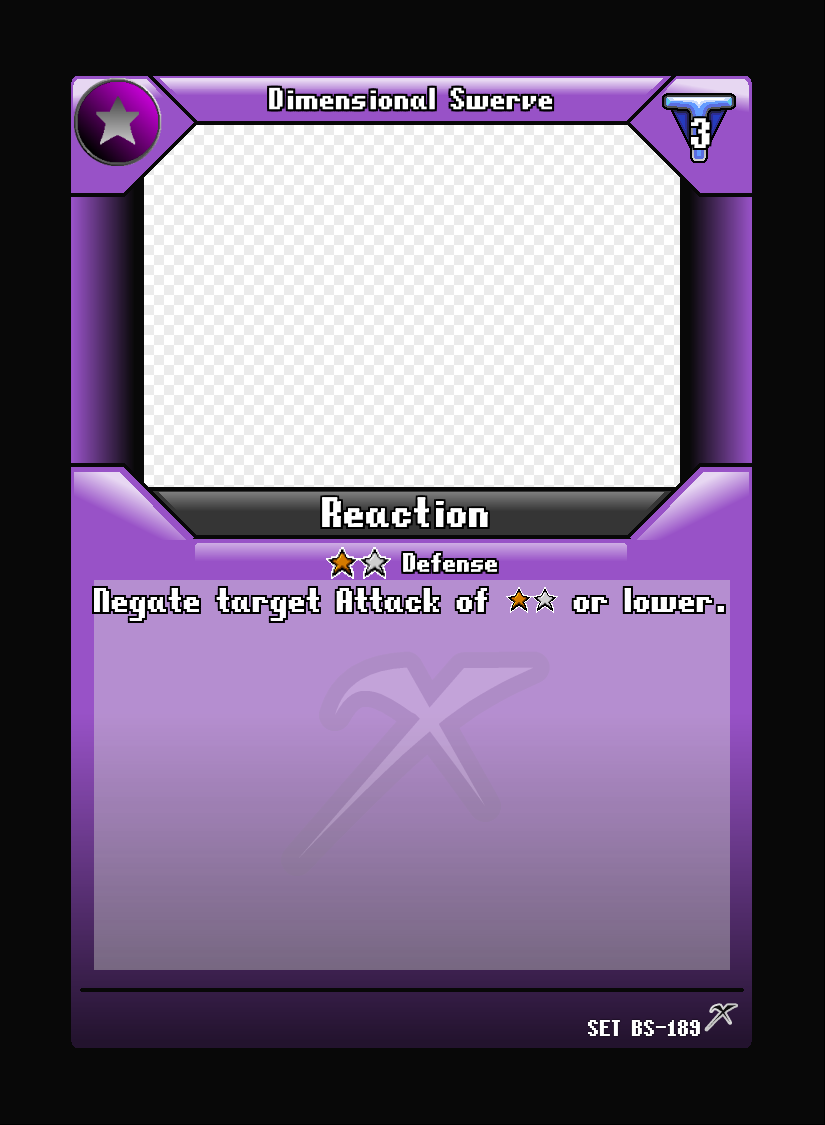 Dimensional Swerve
3
Reaction
Defense
Negate target Attack of ★★ or lower.
SET BS-189